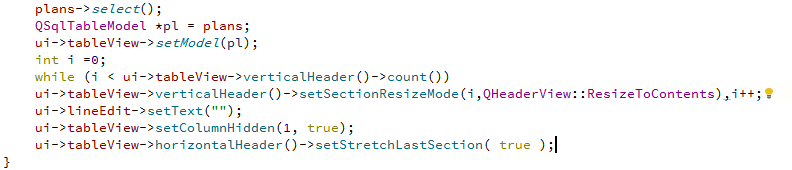 plans->select();
QSqlTableModel *pl = plans;
ui->tableView->setModel(pl);
int i =0;
while (i < ui->tableView->verticalHeader()->count())
ui->tableView->verticalHeader()->setSectionResizeMode(i,QHeaderView::ResizeToContents),i++;
ui->lineEdit->setText("");
ui->tableView->setColumnHidden(1, true);
ui->tableView->horizontalHeader()->setStretchLastSection( true );
}